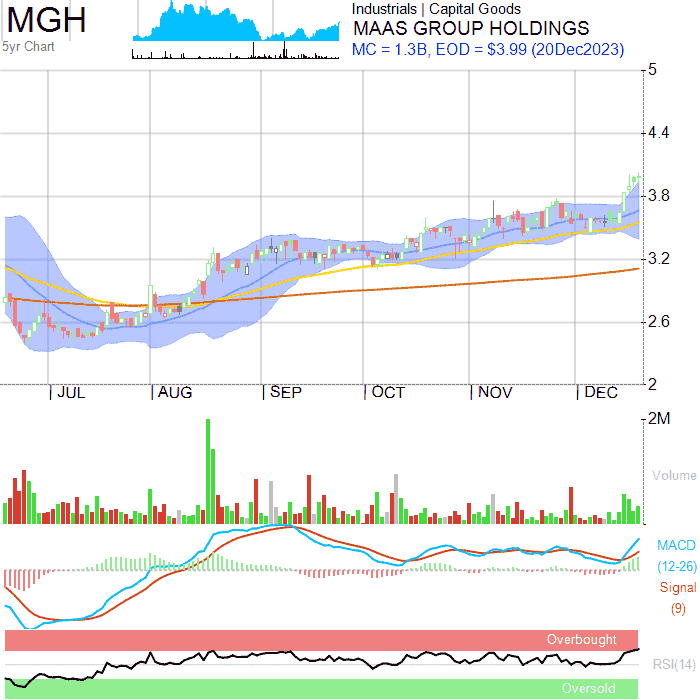 MGH
5yr Chart
Industrials | Capital Goods
MAAS GROUP HOLDINGS
MC = 1.3B, EOD = $3.99 (20Dec2023)
5
4.4
3.8
3.2
2.6
2
JUL AUG SEP OCT NOV DEC
2M
Volume
MACD
(12-26)
Signal
(9)
Overbought
RSI(14)
Oversold